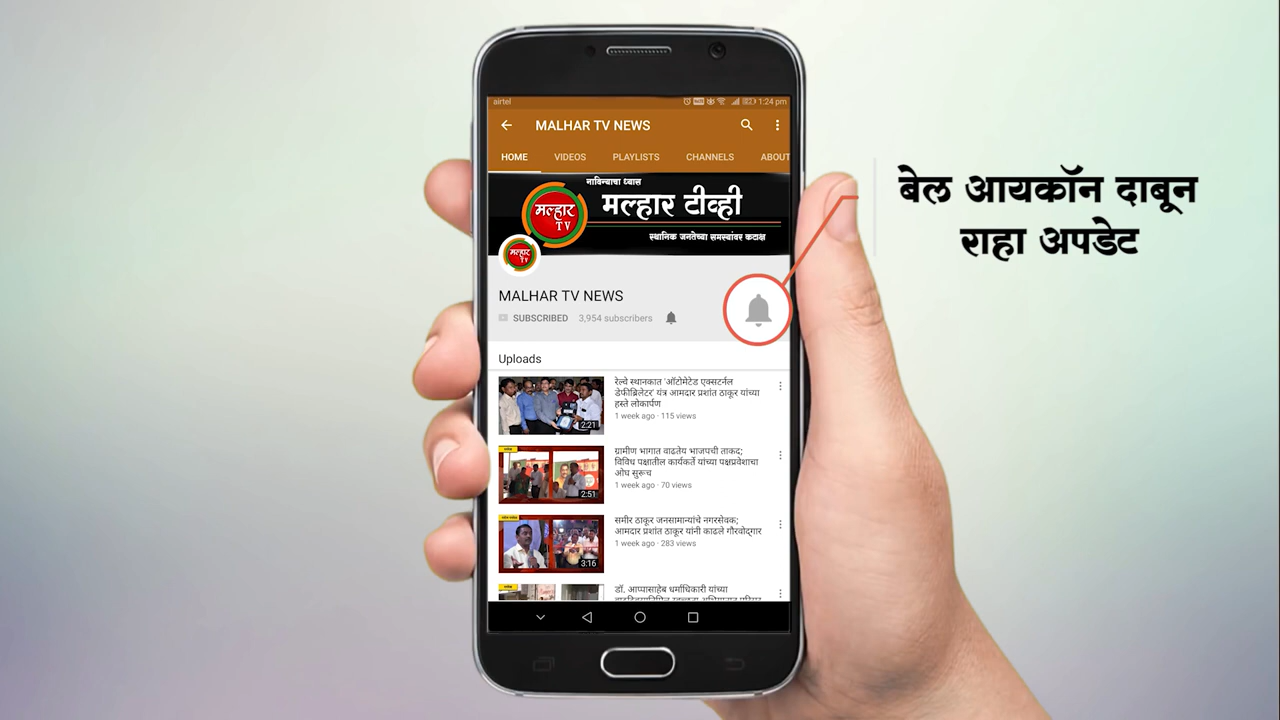 airtel
1:24 pm
MALHAR TV NEWS
HOME VIDEOS PLAYLISTS CHANNELS ABOUT
नाविन्याचा ध्यास
मल्हार टीव्ही
मल्हार
TV
स्थानिक जनतेच्या समस्यांवर कटाक्ष
मल्हार
TV
MALHAR TV NEWS
SUBSCRIBED 3,954 subscribers
Uploads
रेल्वे स्थानकात 'ऑटोमेटेड एक्सटर्नल
डेफीब्रिलेटर' यंत्र आमदार प्रशांत ठाकूर यांच्या
हस्ते लोकार्पण
1 week ago · 115 views
2:21
ग्रामीण भागात वाढतेय भाजपची ताकद;
विविध पक्षातील कार्यकर्ते यांच्या पक्षप्रवेशाचा
ओघ सुरूच
1 week ago · 70 views
2:51
समीर ठाकूर जनसामान्यांचे नगरसेवक;
आमदार प्रशांत ठाकूर यांनी काढले गौरवोद्गार
1 week ago · 283 views
3:16
डॉ. आप्पासाहेब धर्माधिकारी यांच्या
बेल आयकॉन दाबून
राहा अपडेट